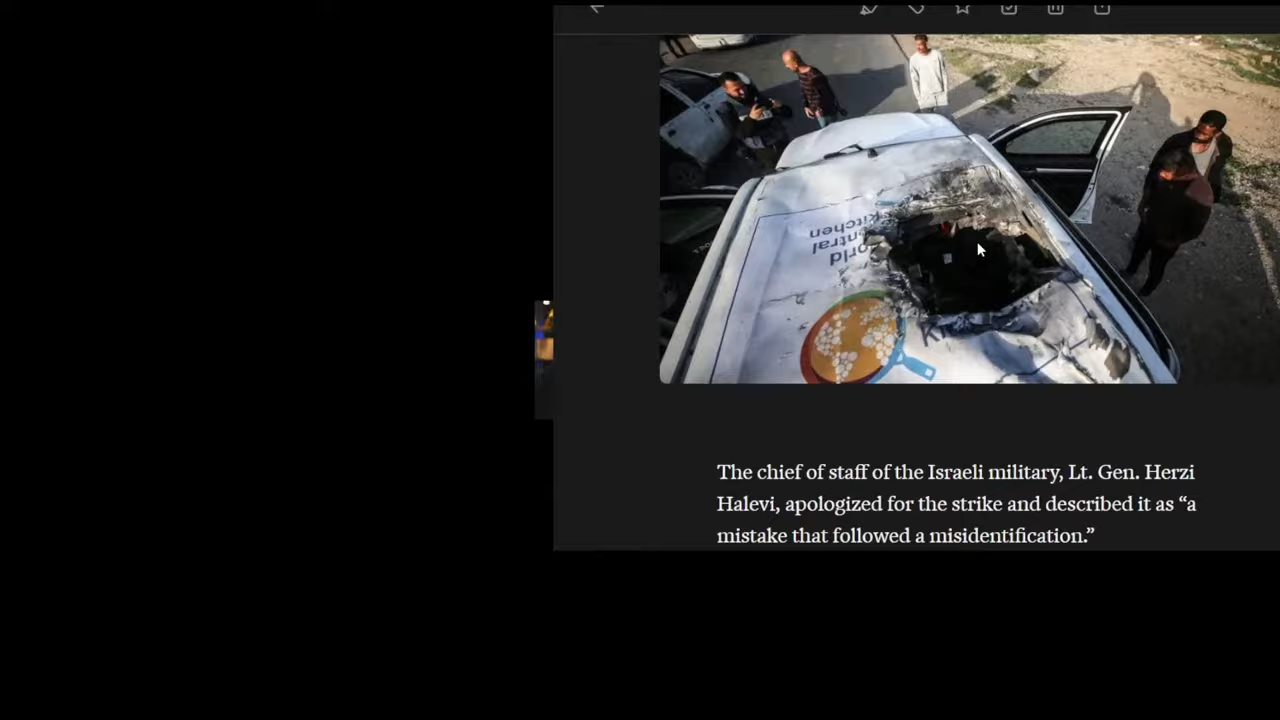 kitchen
The chief of staff of the Israeli military, Lt. Gen. Herzi
Halevi, apologized for the strike and described it as “a
mistake that followed a misidentification.”